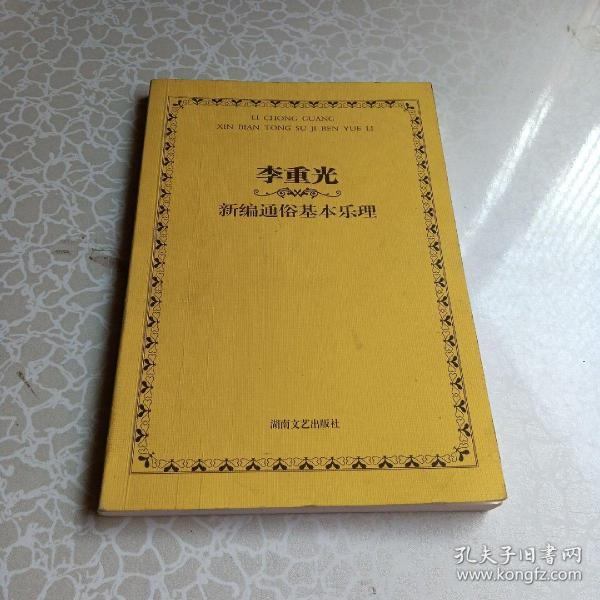 LI CHONG GUANG
XIN BIAN TONG SU JI BEN YUE LI
李重光
新编通俗基本乐理
湖南文艺出版社
孔夫子旧书网
www.kongfz.com